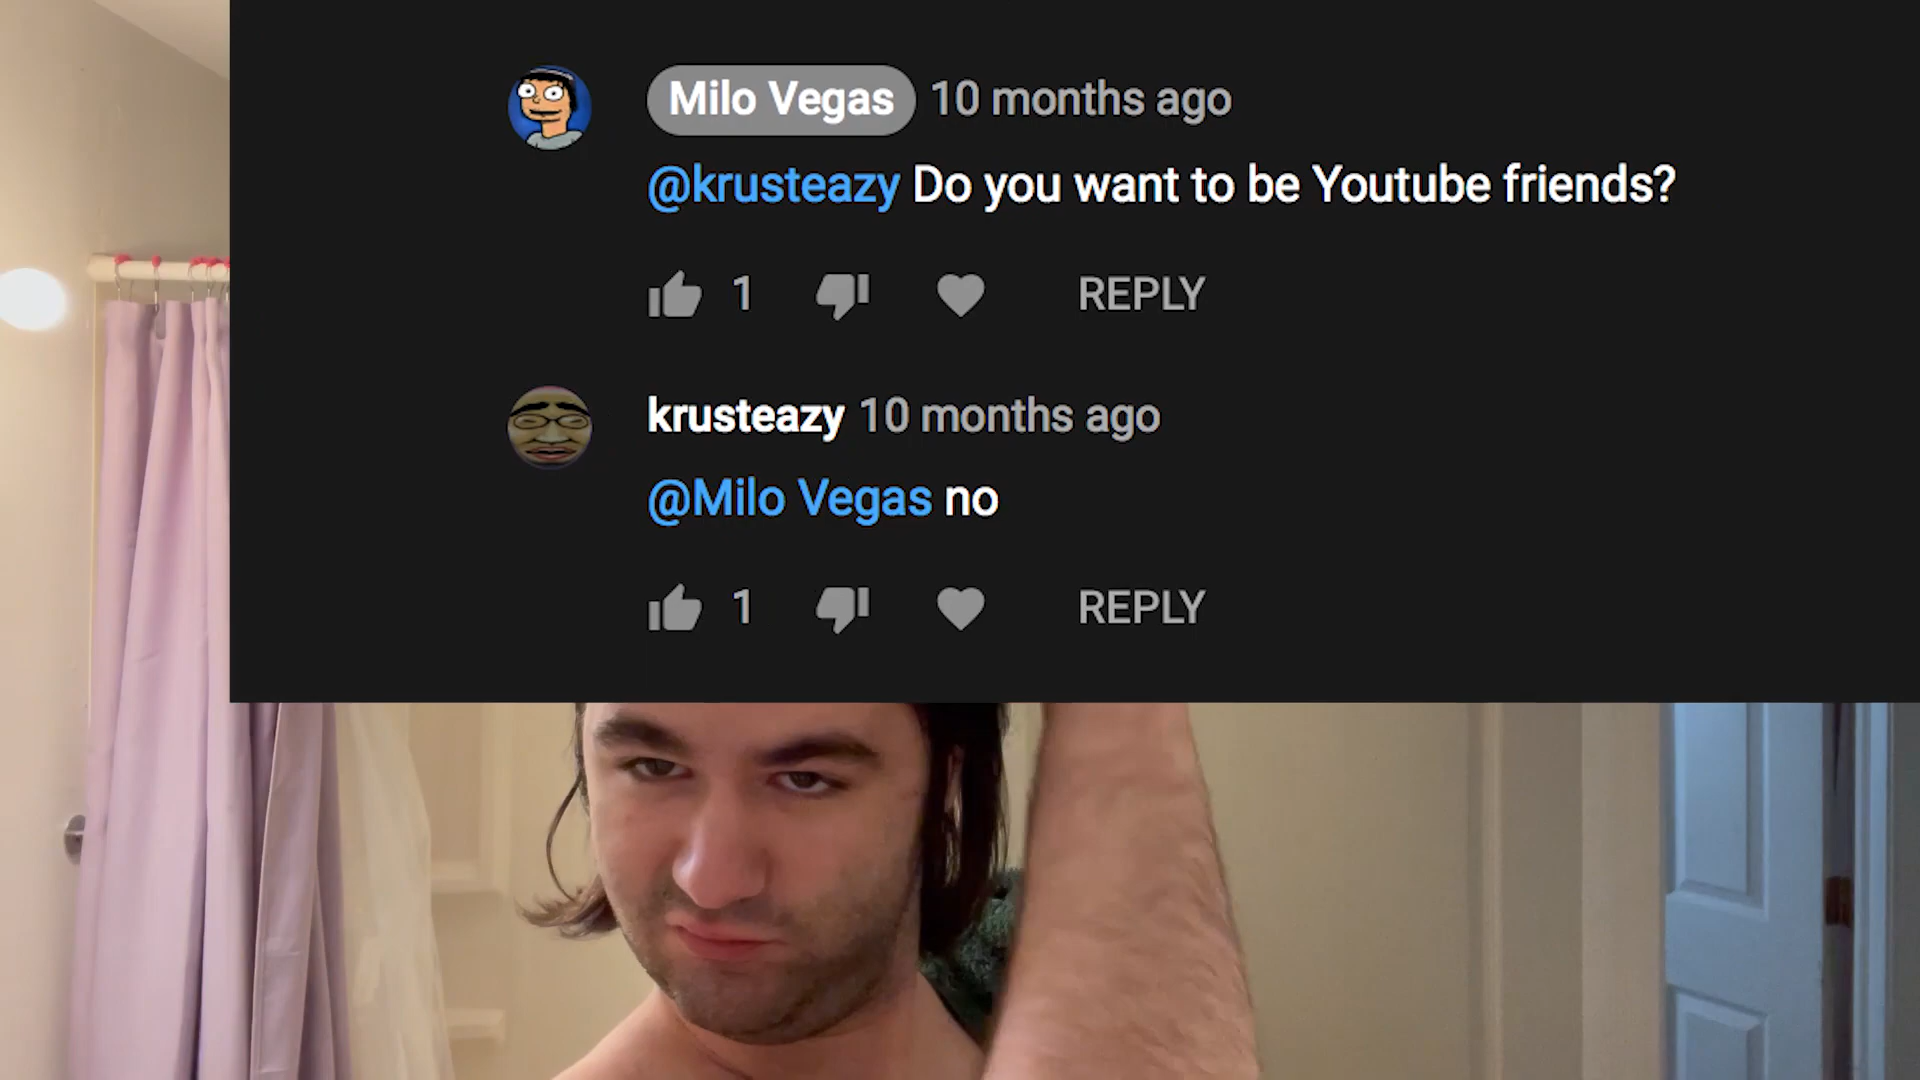 Milo Vegas 10 months ago
@krusteazy Do you want to be Youtube friends?
1 REPLY
krusteazy 10 months ago
@Milo Vegas no
1 REPLY